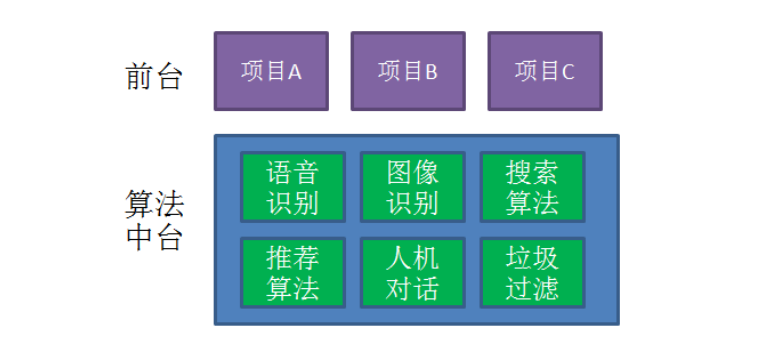 前台
项目A
项目B
项目C
算法
中台
语音
识别
图像
识别
搜索
算法
推荐
算法
人机
对话
垃圾
过滤